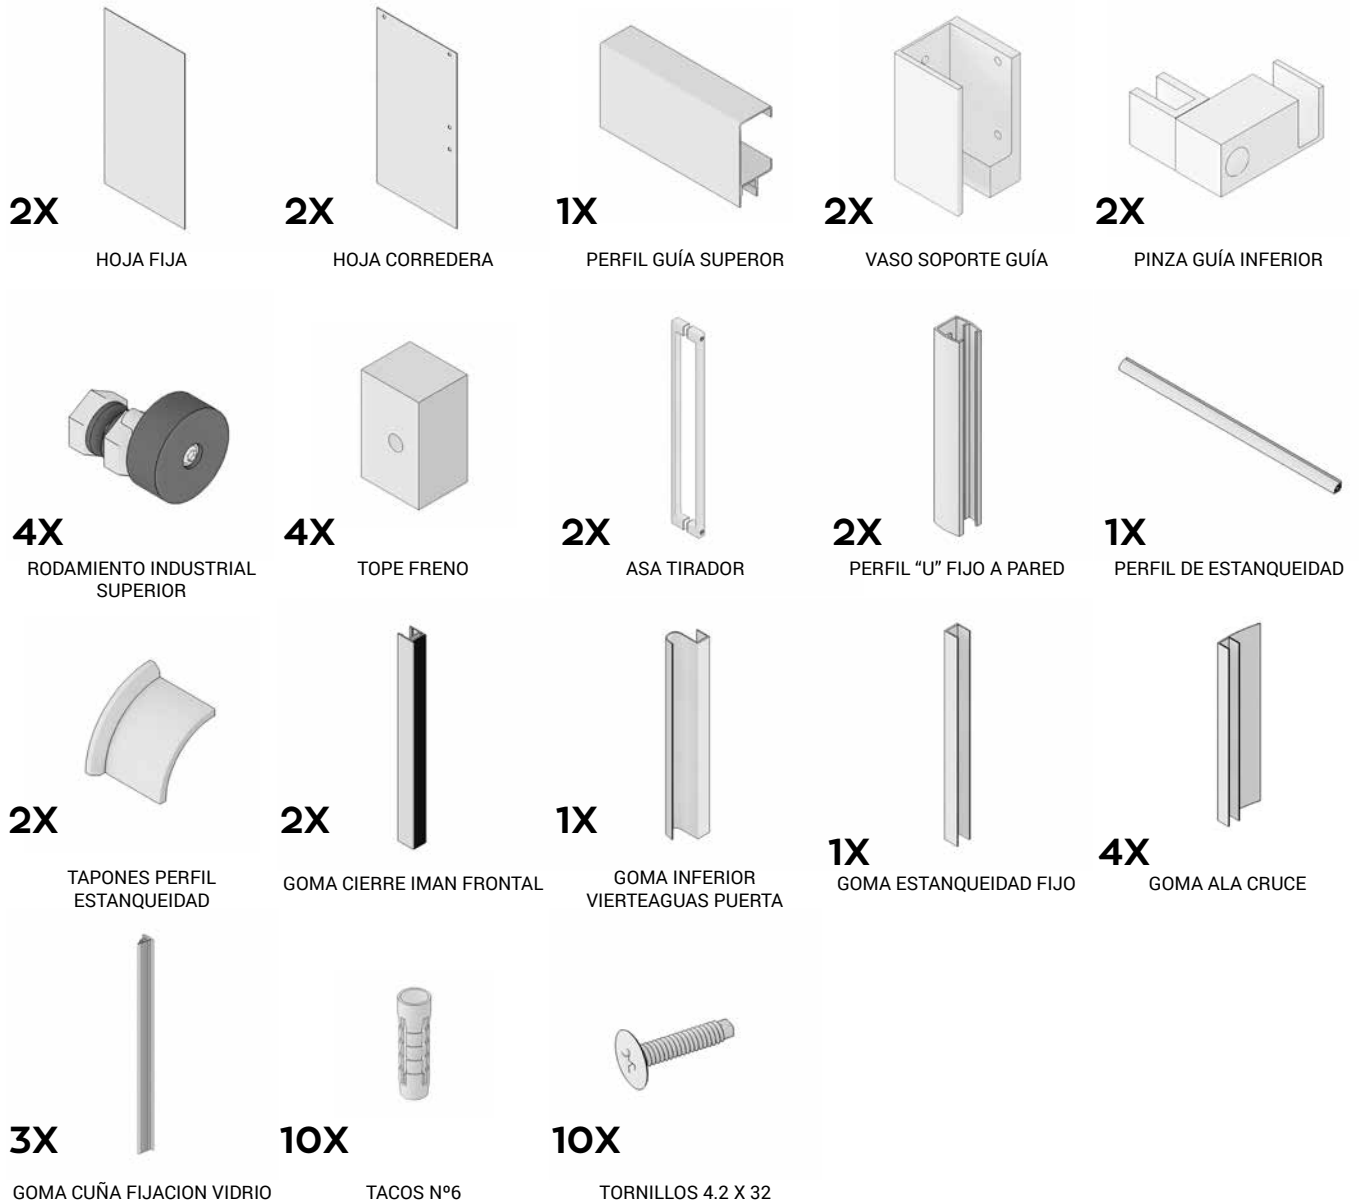 2X
HOJA FIJA
2X
HOJA CORREDERA
1X
PERFIL GUÍA SUPEROR
2X
VASO SOPORTE GUÍA
2X
PINZA GUÍA INFERIOR
4X
RODAMIENTO INDUSTRIAL
SUPERIOR
4X
TOPE FRENO
2X
ASA TIRADOR
2X
PERFIL “U” FIJO A PARED
1X
PERFIL DE ESTANQUEIDAD
2X
TAPONES PERFIL
ESTANQUEIDAD
2X
GOMA CIERRE IMAN FRONTAL
1X
GOMA INFERIOR
VIERTEAGUAS PUERTA
1X
GOMA ESTANQUEIDAD FIJO
4X
GOMA ALA CRUCE
3X
GOMA CUÑA FIJACION VIDRIO
10X
TACOS Nº6
10X
TORNILLOS 4.2 X 32